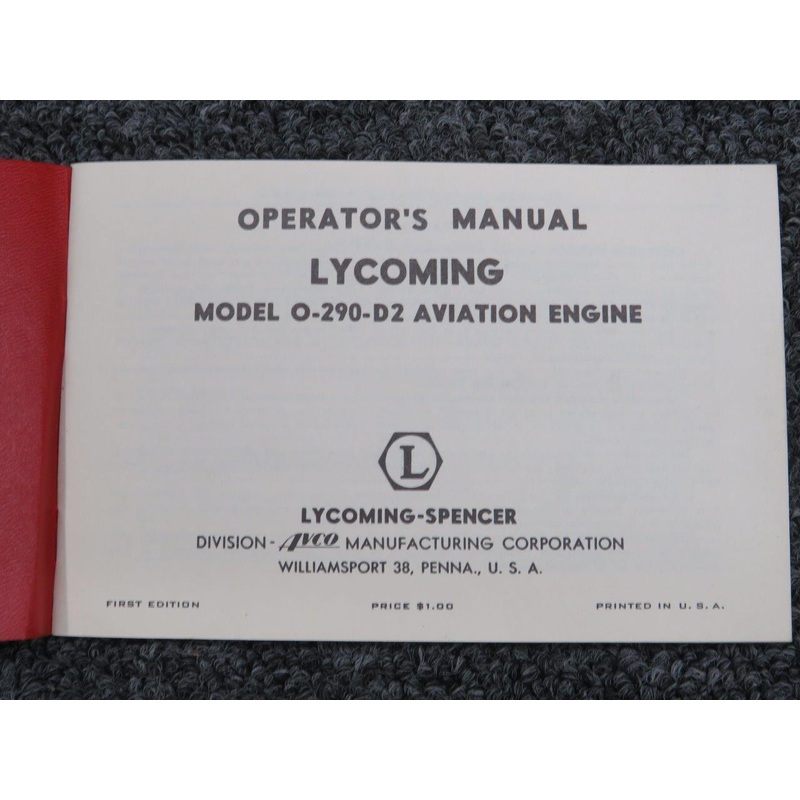 OPERATOR'S MANUAL
LYCOMING
MODEL O-290-D2 AVIATION ENGINE
L
LYCOMING-SPENCER
DIVISION - AVCO MANUFACTURING CORPORATION
WILLIAMSPORT 38, PENNA., U. S. A.
FIRST EDITION PRICE $1.00 PRINTED IN U. S. A.